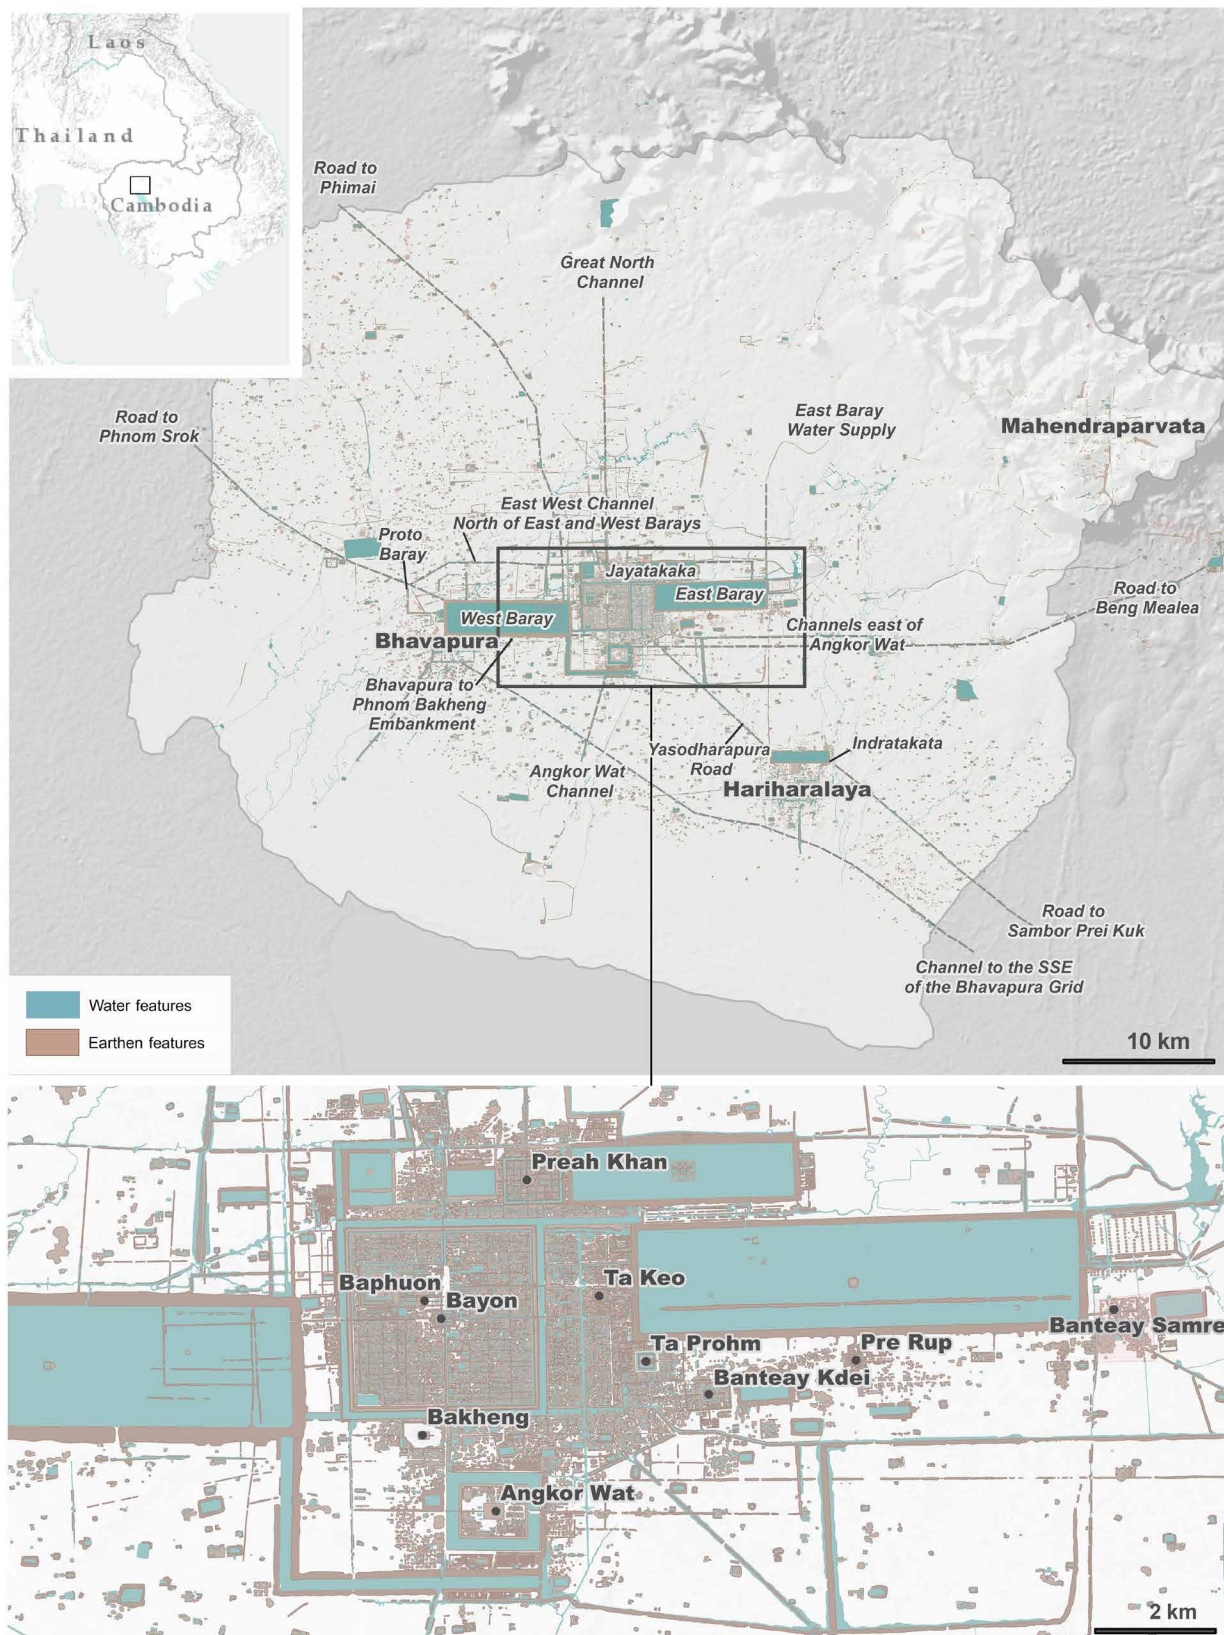 Laos
Thailand
Cambodia
Road to
Phimai
Great North
Channel
Road to
Phnom Srok
East Baray
Water Supply
Mahendraparvata
East West Channel
North of East and West Barays
Proto
Baray
Jayatakaka
East Baray
West Baray
Road to
Beng Mealea
Bhavapura
Channels east of
Angkor Wat
Bhavapura to
Phnom Bakheng
Embankment
Yasodharapura
Road
Indratakata
Angkor Wat
Channel
Hariharalaya
Road to
Sambor Prei Kuk
Channel to the SSE
of the Bhavapura Grid
Water features
Earthen features
10 km
Preah Khan
Baphuon
Bayon
Ta Keo
Banteay Samre
Ta Prohm
Pre Rup
Banteay Kdei
Bakheng
Angkor Wat
2 km